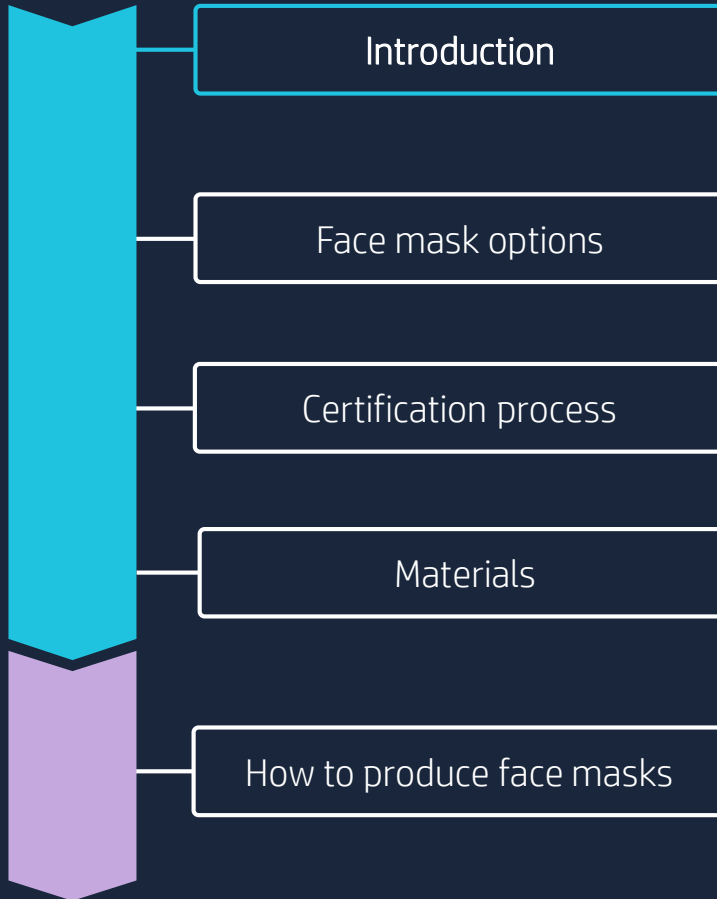 Introduction
Face mask options
Certification process
Materials
How to produce face masks